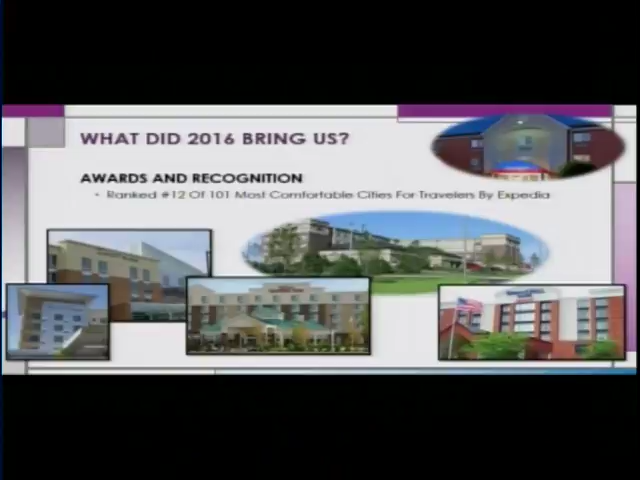 WHAT DID 2016 BRING US?
AWARDS AND RECOGNITION
• Ranked #12 Of 101 Most Comfortable Cities For Travelers By Expedia